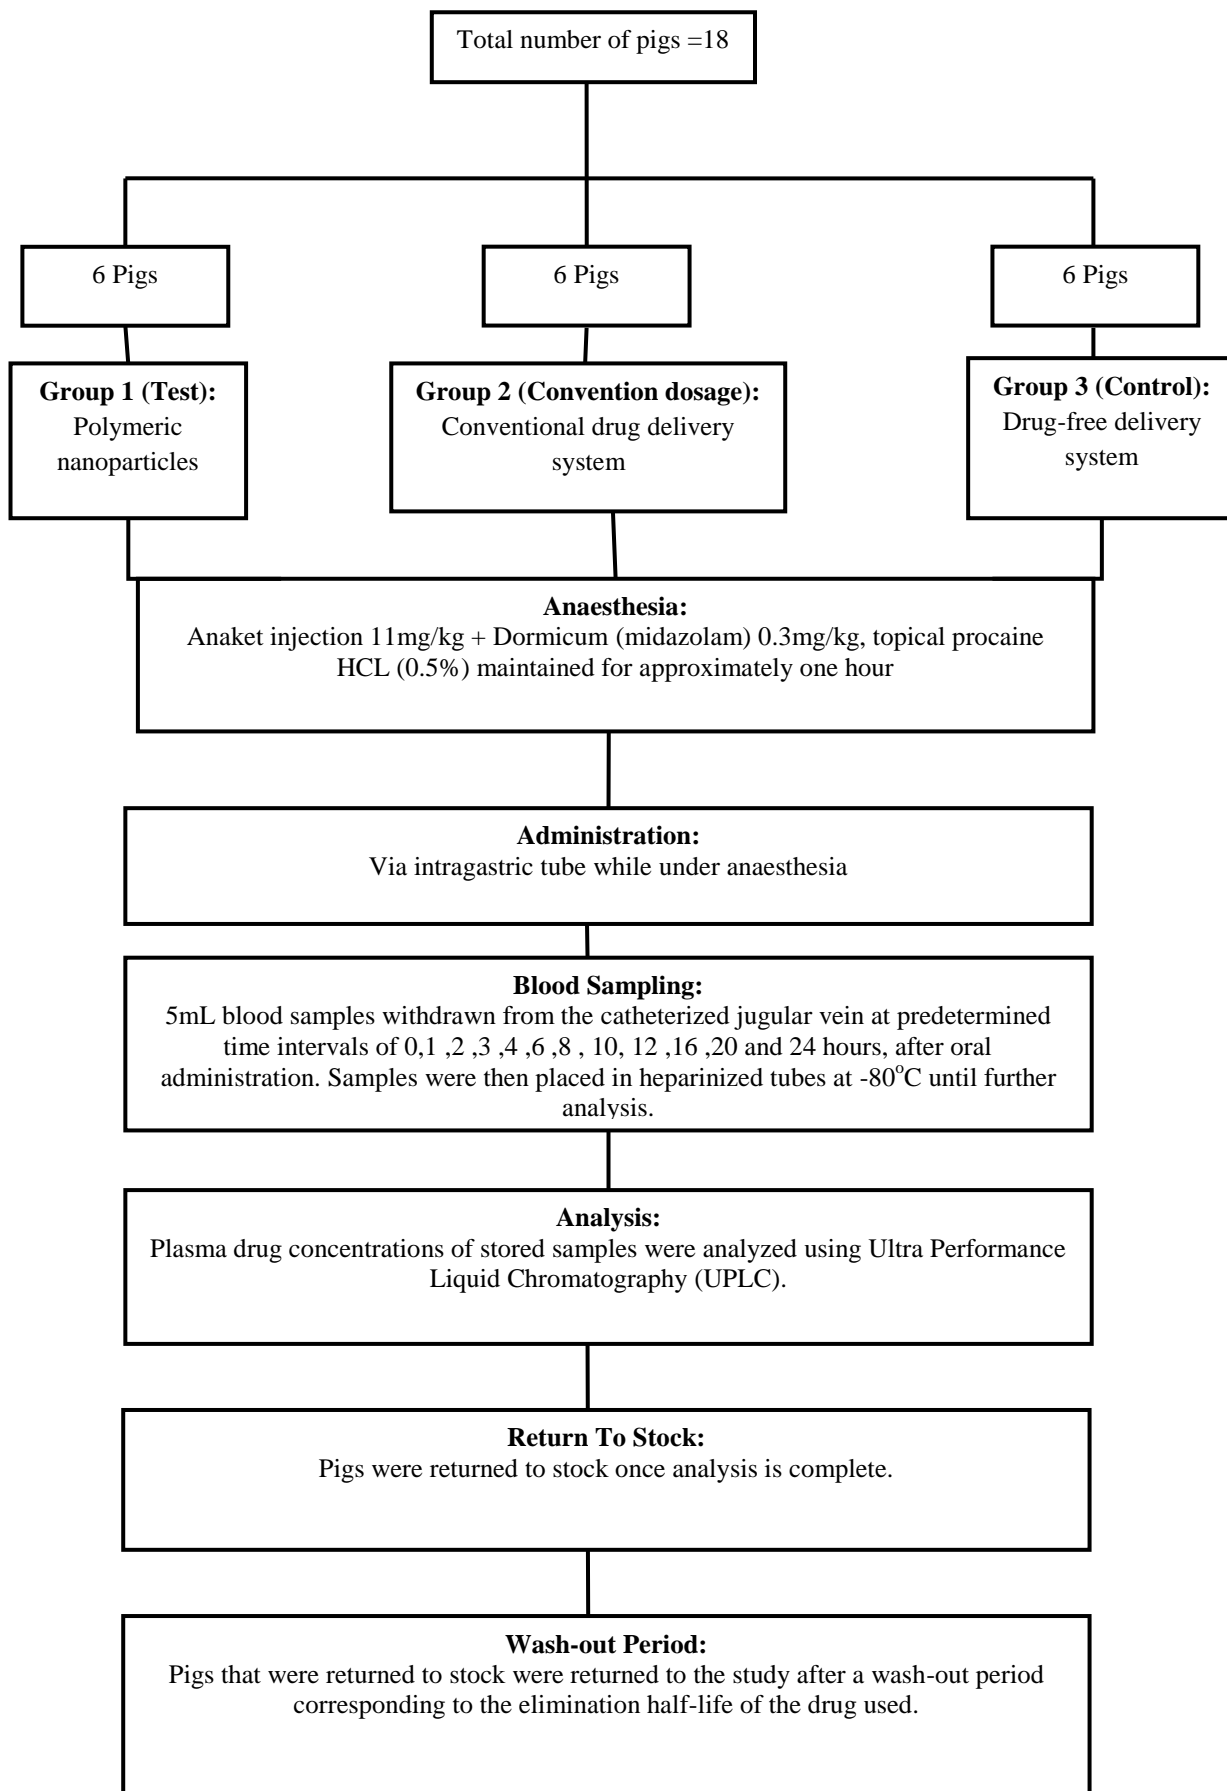 Total number of pigs =18
6 Pigs
6 Pigs
6 Pigs
Group 1 (Test):
Polymeric
nanoparticles
Group 2 (Convention dosage):
Conventional drug delivery
system
Group 3 (Control):
Drug-free delivery
system
Anaesthesia:
Anaket injection 11mg/kg + Dormicum (midazolam) 0.3mg/kg, topical procaine
HCL (0.5%) maintained for approximately one hour
Administration:
Via intragastric tube while under anaesthesia
Blood Sampling:
5mL blood samples withdrawn from the catheterized jugular vein at predetermined
time intervals of 0,1 ,2 ,3 ,4 ,6 ,8 , 10, 12 ,16 ,20 and 24 hours, after oral
administration. Samples were then placed in heparinized tubes at -80°C until further
analysis.
Analysis:
Plasma drug concentrations of stored samples were analyzed using Ultra Performance
Liquid Chromatography (UPLC).
Return To Stock:
Pigs were returned to stock once analysis is complete.
Wash-out Period:
Pigs that were returned to stock were returned to the study after a wash-out period
corresponding to the elimination half-life of the drug used.